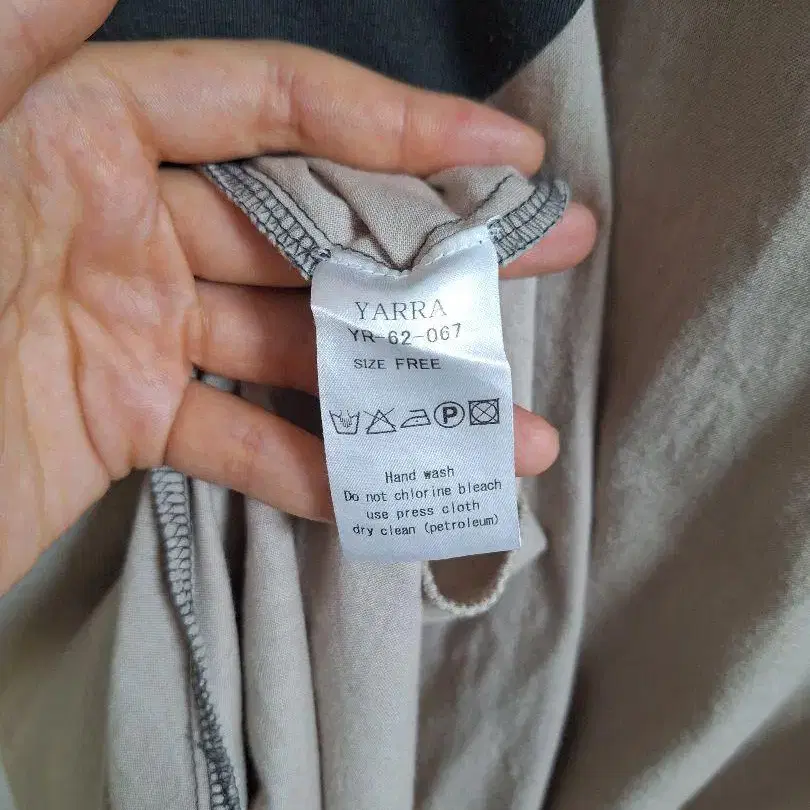 YARRA
YR-62-067
SIZE FREE
P
Hand wash
Do not chlorine bleach
use press cloth
dry clean (petroleum)